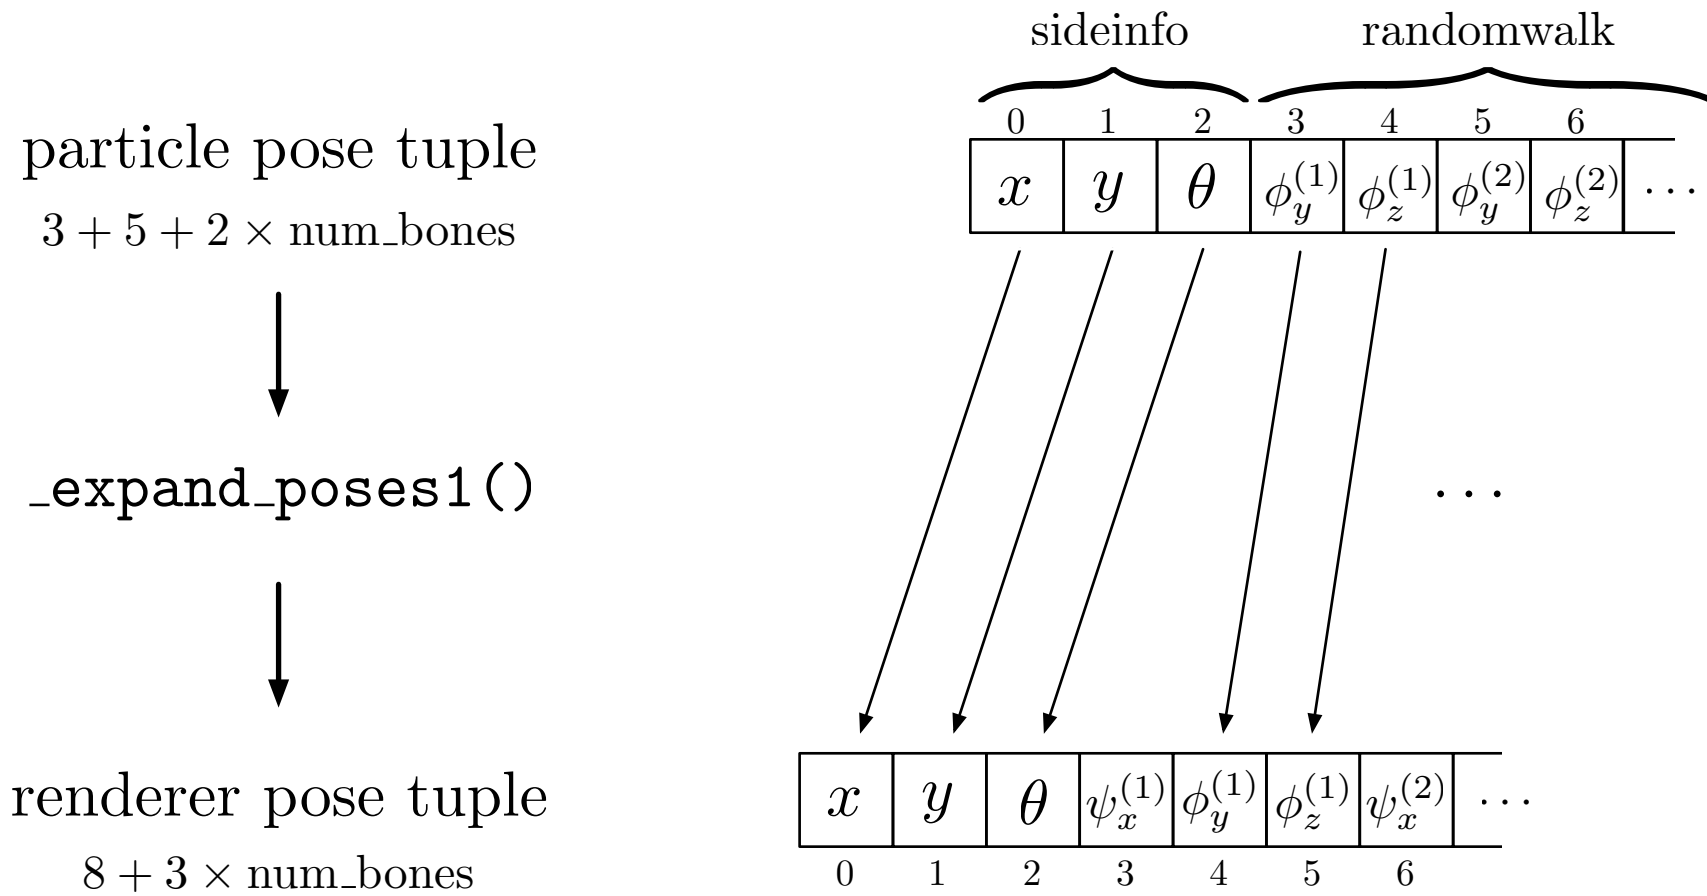 sideinfo randomwalk
0 1 2 3 4 5 6
particle pose tuple
x y θ ϕ_y^{(1)} ϕ_z^{(1)} ϕ_y^{(2)} ϕ_z^{(2)} ···
3 + 5 + 2 × num_bones
_expand_poses1()
···
renderer pose tuple
x y θ ψ_x^{(1)} ϕ_y^{(1)} ϕ_z^{(1)} ψ_x^{(2)} ···
8 + 3 × num_bones
0 1 2 3 4 5 6